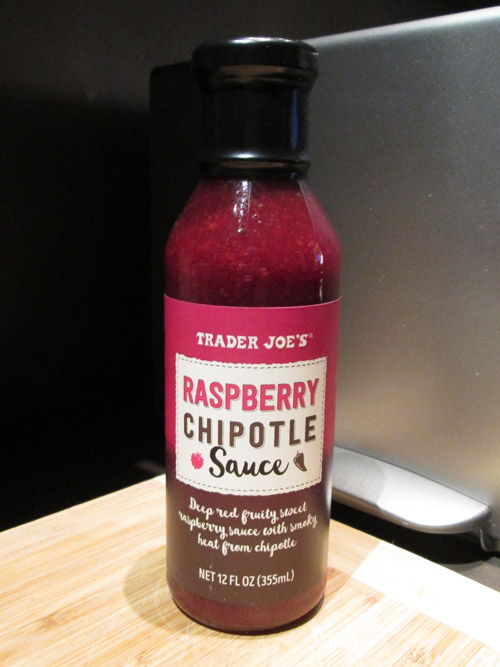 TRADER JOE'S®
RASPBERRY
CHIPOTLE
Sauce
Deep red fruity sweet
raspberry sauce with smoky
heat from chipotle
NET 12 FL OZ (355mL)